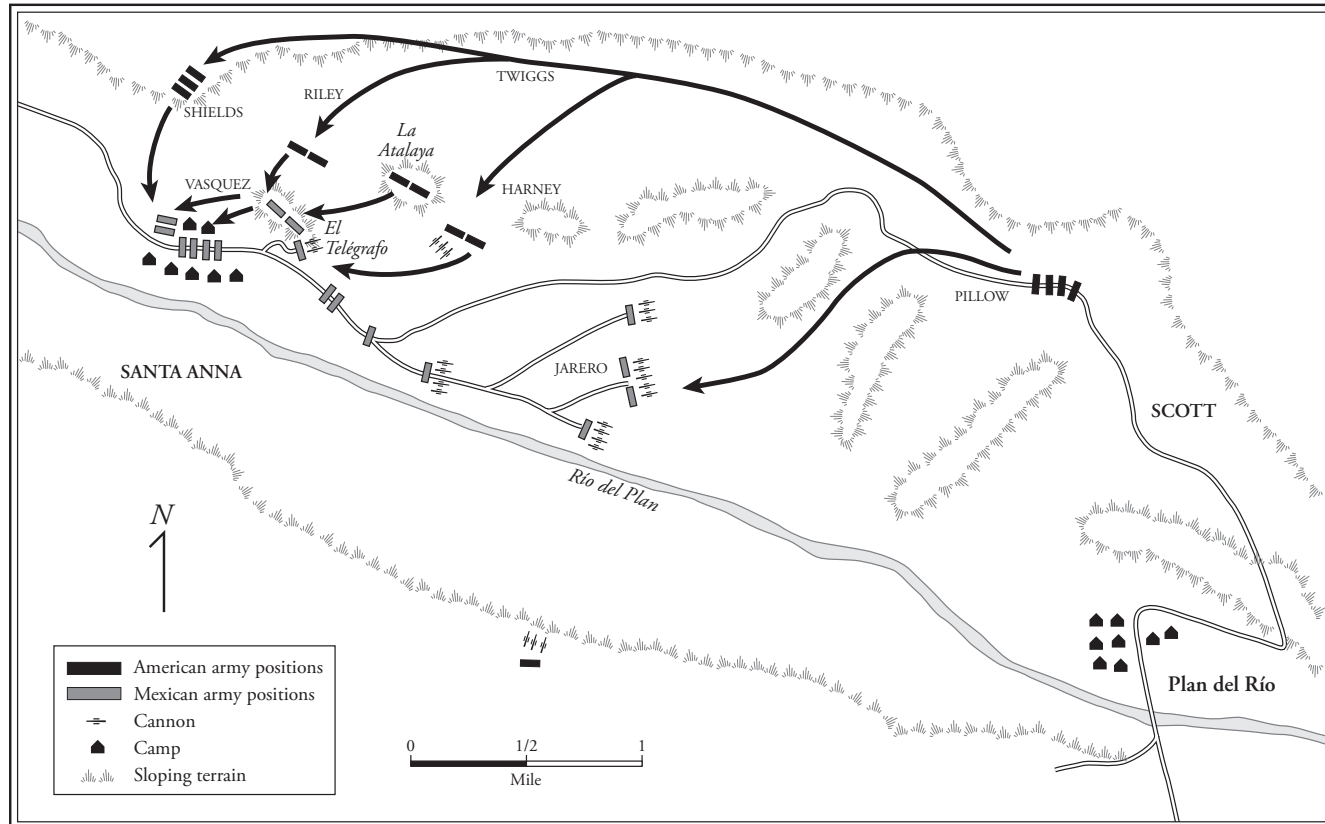 TWIGGS
RILEY
SHIELDS
La
Atalaya
VASQUEZ
HARNEY
El
Telégrafo
PILLOW
SANTA ANNA
JARERO
SCOTT
Río del Plan
N
Plan del Río
American army positions
Mexican army positions
Cannon
Camp
Sloping terrain
0 1/2 1
Mile